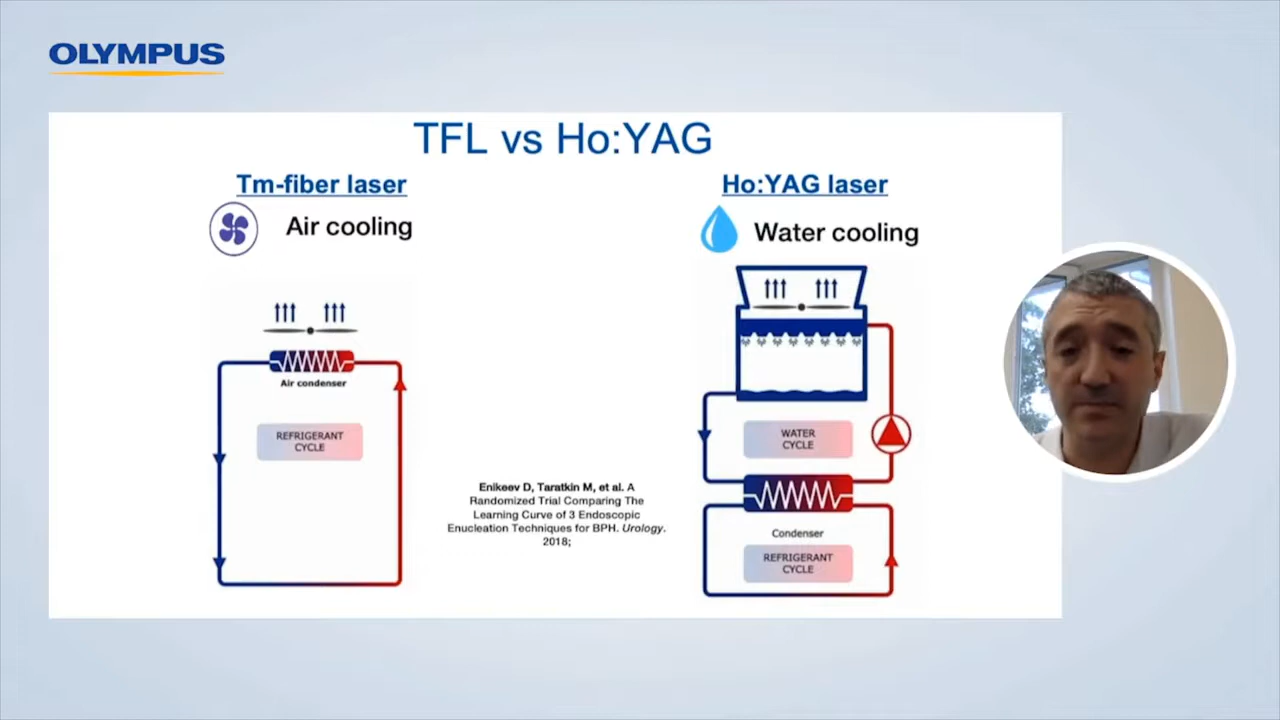 OLYMPUS
TFL vs Ho:YAG
Tm-fiber laser
Air cooling
Air condenser
REFRIGERANT
CYCLE
Enikeev D, Taratkin M, et al. A
Randomized Trial Comparing The
Learning Curve of 3 Endoscopic
Enucleation Techniques for BPH. Urology.
2018;
Ho:YAG laser
Water cooling
WATER
CYCLE
Condenser
REFRIGERANT
CYCLE